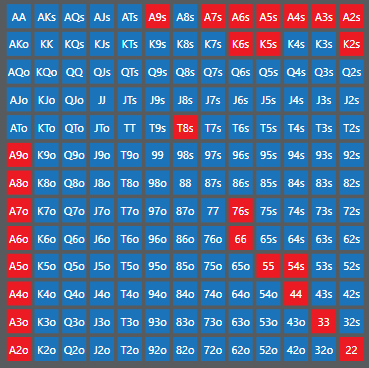 AA AKs AQs AJs ATs A9s A8s A7s A6s A5s A4s A3s A2s
AKo KK KQs KJs KTs K9s K8s K7s K6s K5s K4s K3s K2s
AQo KQo QQ QJs QTs Q9s Q8s Q7s Q6s Q5s Q4s Q3s Q2s
AJo KJo QJo JJ JTs J9s J8s J7s J6s J5s J4s J3s J2s
ATo KTo QTo JTo TT T9s T8s T7s T6s T5s T4s T3s T2s
A9o K9o Q9o J9o T9o 99 98s 97s 96s 95s 94s 93s 92s
A8o K8o Q8o J8o T8o 98o 88 87s 86s 85s 84s 83s 82s
A7o K7o Q7o J7o T7o 97o 87o 77 76s 75s 74s 73s 72s
A6o K6o Q6o J6o T6o 96o 86o 76o 66 65s 64s 63s 62s
A5o K5o Q5o J5o T5o 95o 85o 75o 65o 55 54s 53s 52s
A4o K4o Q4o J4o T4o 94o 84o 74o 64o 54o 44 43s 42s
A3o K3o Q3o J3o T3o 93o 83o 73o 63o 53o 43o 33 32s
A2o K2o Q2o J2o T2o 92o 82o 72o 62o 52o 42o 32o 22